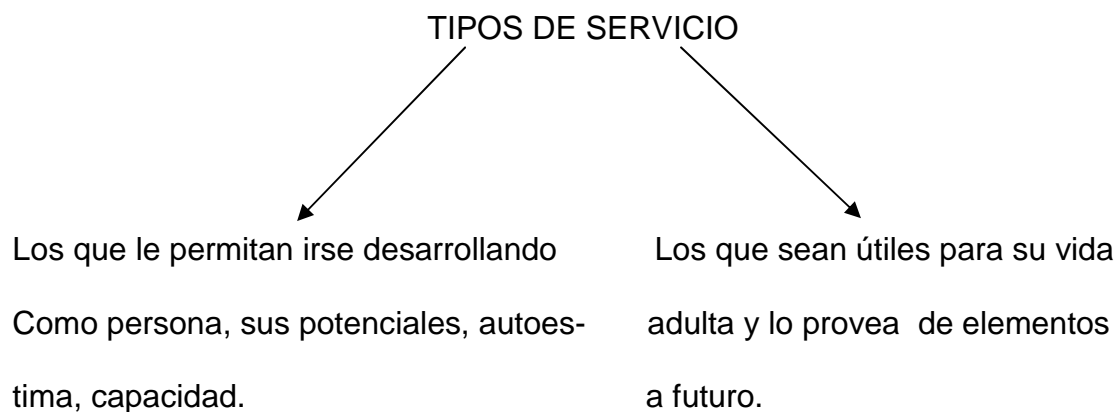 TIPOS DE SERVICIO
Los que le permitan irse desarrollando
Como persona, sus potenciales, autoes-
tima, capacidad.
Los que sean útiles para su vida
adulta y lo provea de elementos
a futuro.